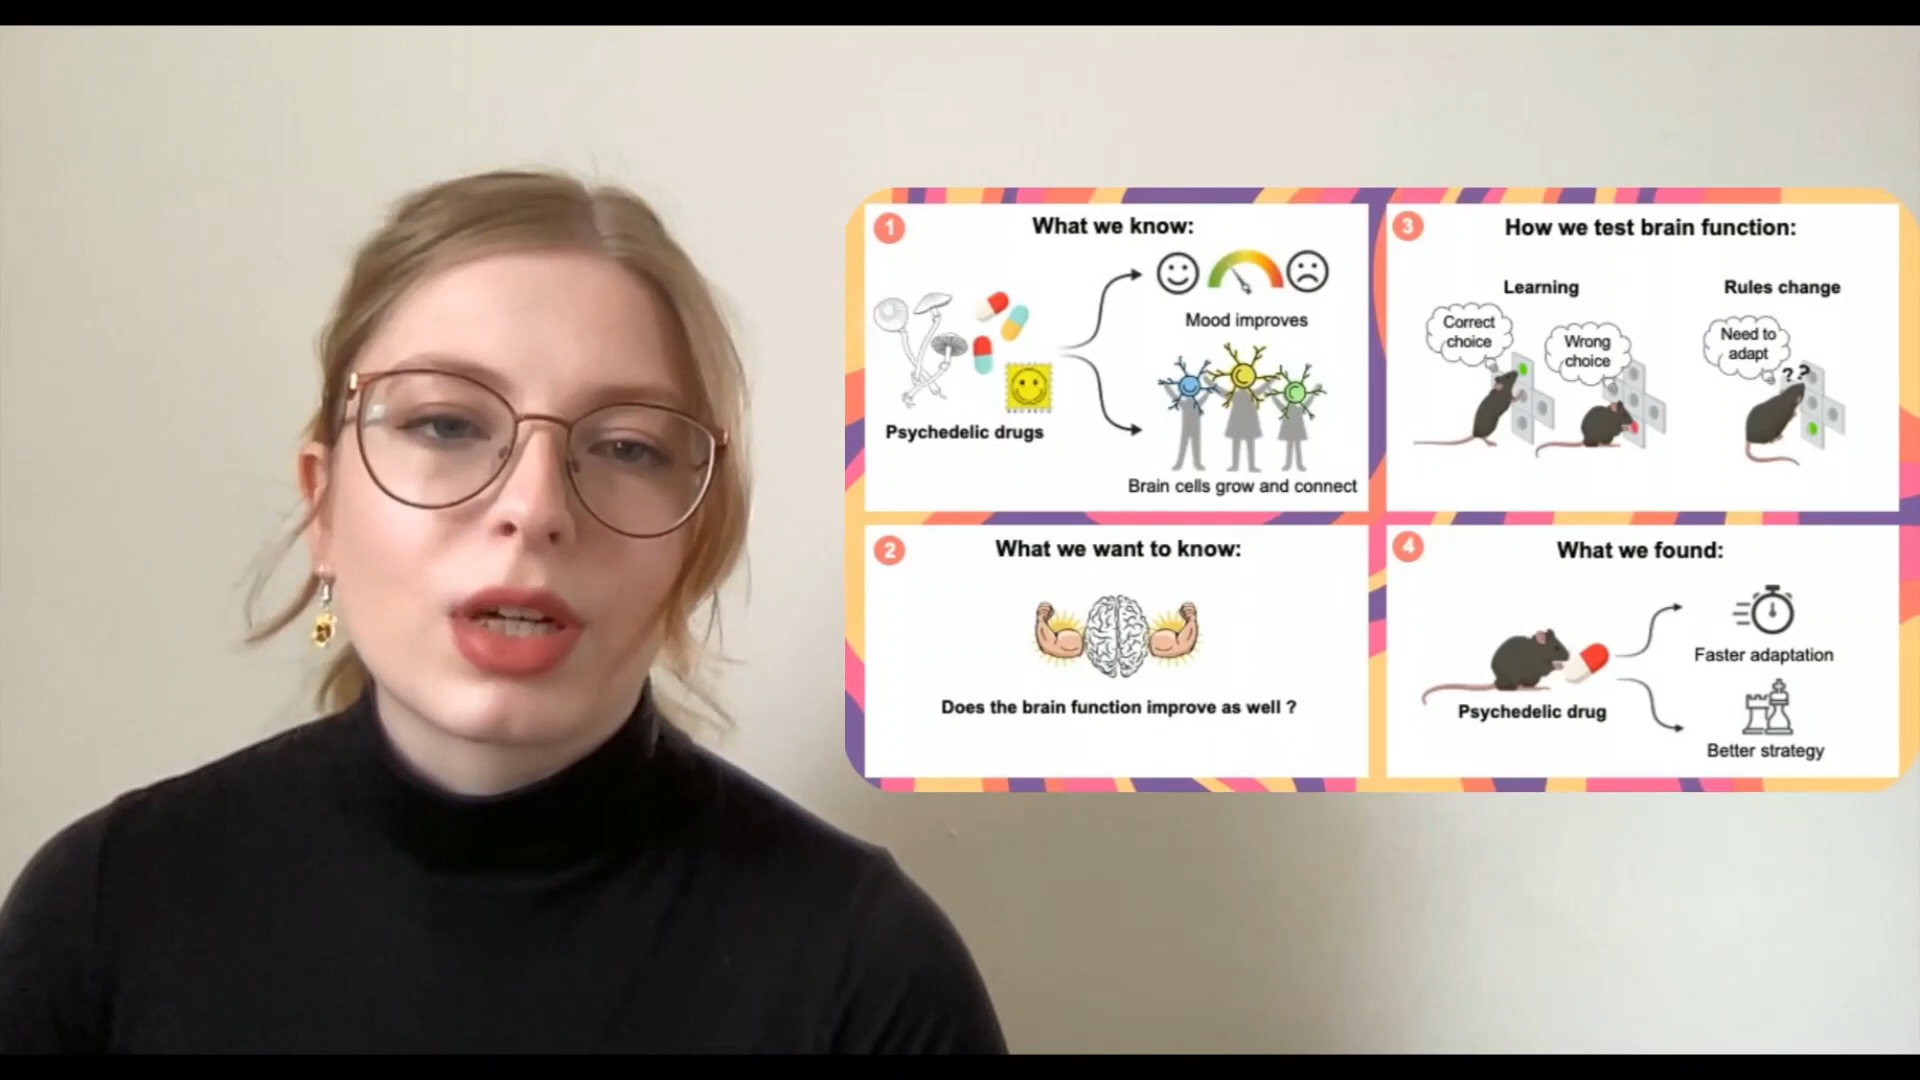 1
What we know:
Mood improves
Psychedelic drugs
Brain cells grow and connect
2
What we want to know:
Does the brain function improve as well ?
3
How we test brain function:
Learning
Rules change
Correct
choice
Wrong
choice
Need to
adapt
??
4
What we found:
Faster adaptation
Psychedelic drug
Better strategy